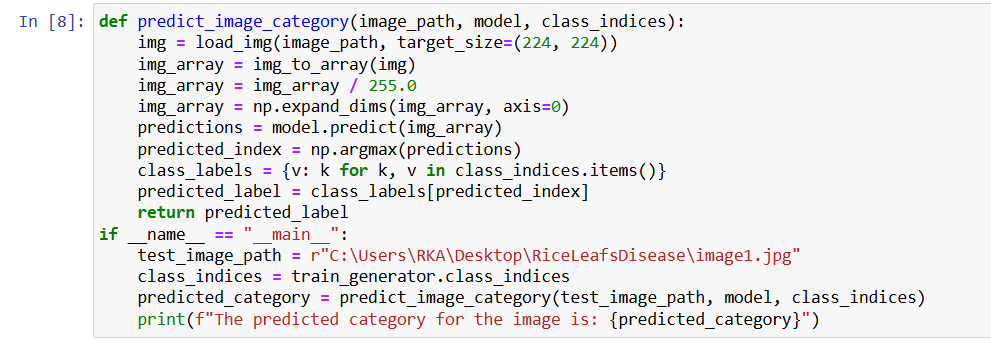 In [8]: def predict_image_category(image_path, model, class_indices):
    img = load_img(image_path, target_size=(224, 224))
    img_array = img_to_array(img)
    img_array = img_array / 255.0
    img_array = np.expand_dims(img_array, axis=0)
    predictions = model.predict(img_array)
    predicted_index = np.argmax(predictions)
    class_labels = {v: k for k, v in class_indices.items()}
    predicted_label = class_labels[predicted_index]
    return predicted_label
if __name__ == "__main__":
    test_image_path = r"C:\Users\RKA\Desktop\RiceLeafsDisease\image1.jpg"
    class_indices = train_generator.class_indices
    predicted_category = predict_image_category(test_image_path, model, class_indices)
    print(f"The predicted category for the image is: {predicted_category}")